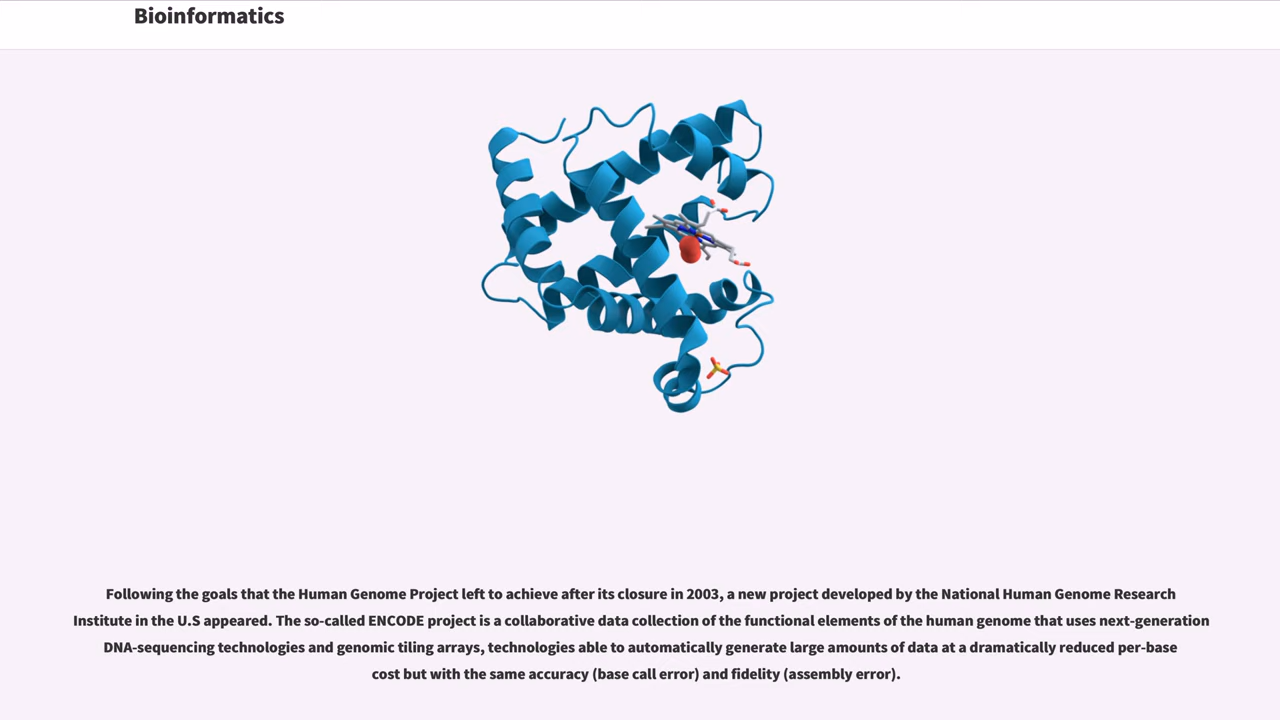 Bioinformatics
Following the goals that the Human Genome Project left to achieve after its closure in 2003, a new project developed by the National Human Genome Research
Institute in the U.S appeared. The so-called ENCODE project is a collaborative data collection of the functional elements of the human genome that uses next-generation
DNA-sequencing technologies and genomic tiling arrays, technologies able to automatically generate large amounts of data at a dramatically reduced per-base
cost but with the same accuracy (base call error) and fidelity (assembly error).